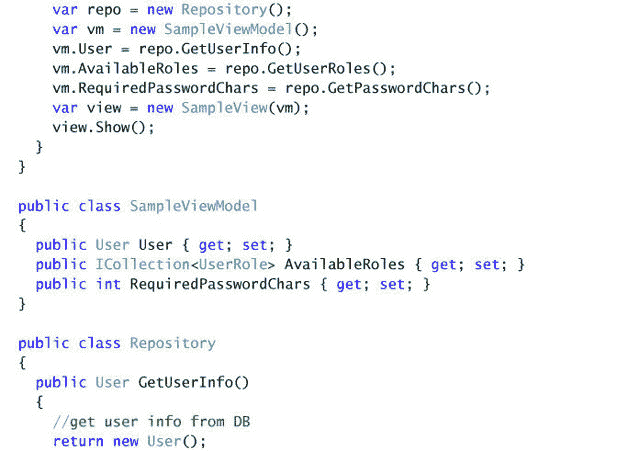 var repo = new Repository();
var vm = new SampleViewModel();
vm.User = repo.GetUserInfo();
vm.AvailableRoles = repo.GetUserRoles();
vm.RequiredPasswordChars = repo.GetPasswordChars();
var view = new SampleView(vm);
view.Show();
}
}
public class SampleViewModel
{
public User User { get; set; }
public ICollection<UserRole> AvailableRoles { get; set; }
public int RequiredPasswordChars { get; set; }
}
public class Repository
{
public User GetUserInfo()
{
//get user info from DB
return new User();